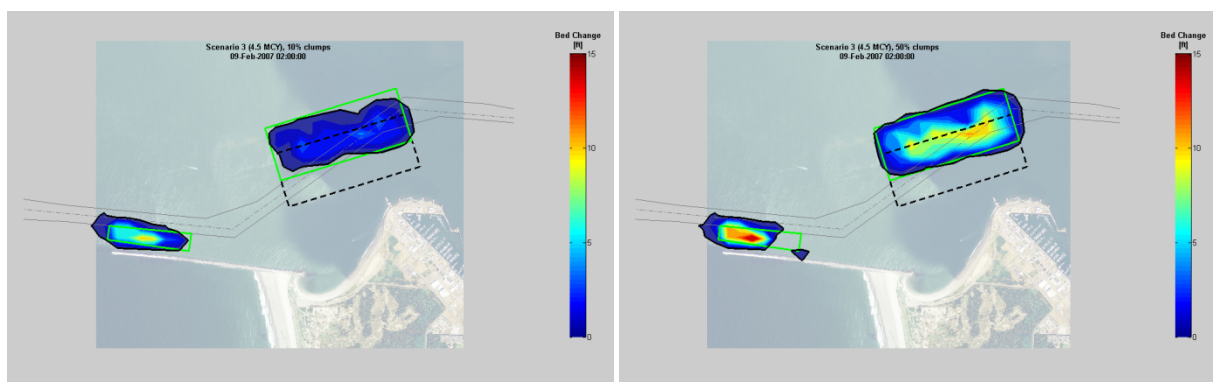 Scenario 3 (4.5 MCY), 10% clumps
09-Feb-2007 02:00:00
Bed Change
[ft]
15
10
5
0
Scenario 3 (4.5 MCY), 50% clumps
09-Feb-2007 02:00:00
Bed Change
[ft]
15
10
5
0